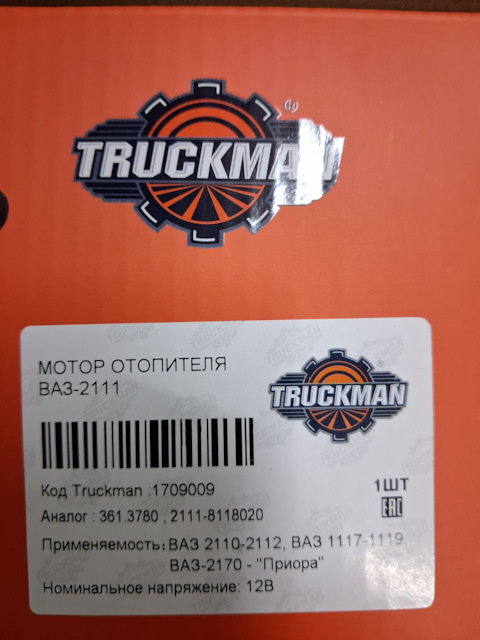 TRUCKMAN
МОТОР ОТОПИТЕЛЯ
ВАЗ-2111
TRUCKMAN
Код Truckman :1709009
1ШТ
Аналог : 361.3780 , 2111-8118020
EAC
Применяемость: ВАЗ 2110-2112, ВАЗ 1117-1119,
ВАЗ-2170 - "Приора"
Номинальное напряжение: 12В